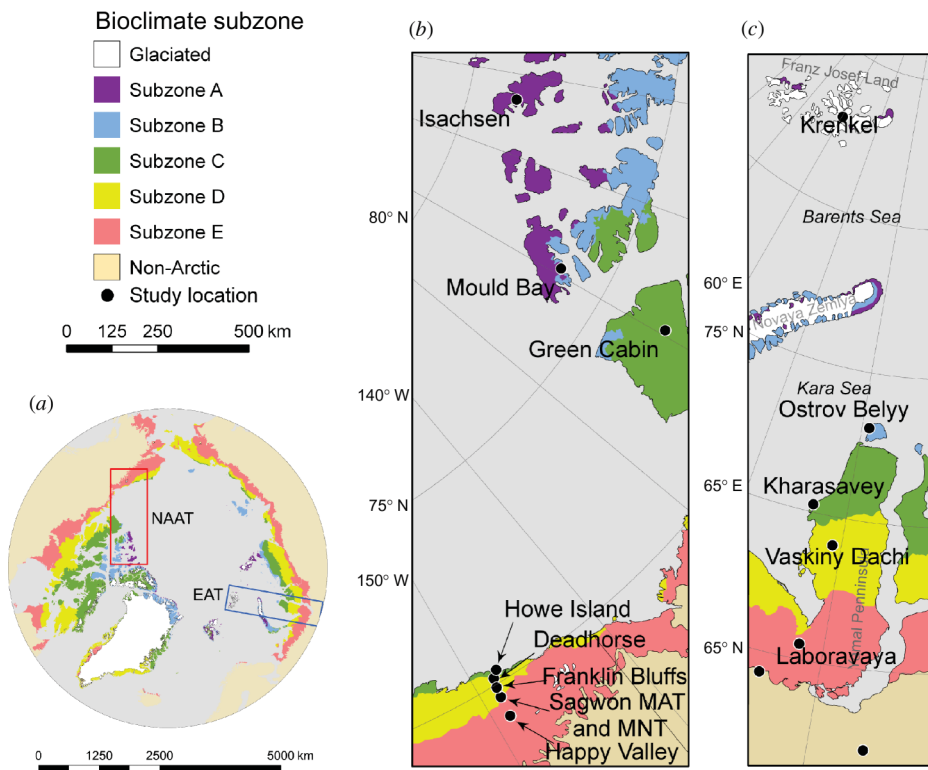 Bioclimate subzone
Glaciated
Subzone A
Subzone B
Subzone C
Subzone D
Subzone E
Non-Arctic
Study location
0 125 250 500 km
(a)
NAAT
EAT
0 1250 2500 5000 km
(b)
Isachsen
80° N
Mould Bay
Green Cabin
140° W
75° N
150° W
Howe Island
Deadhorse
Franklin Bluffs
Sagwon MAT
and MNT
Happy Valley
(c)
Franz Josef Land
Krenkel
Barents Sea
60° E
Novaya Zemlya
75° N
Kara Sea
Ostrov Belyy
65° E
Kharasavey
Vaskiny Dachi
Yamal Penninsula
65° N
Laboravaya